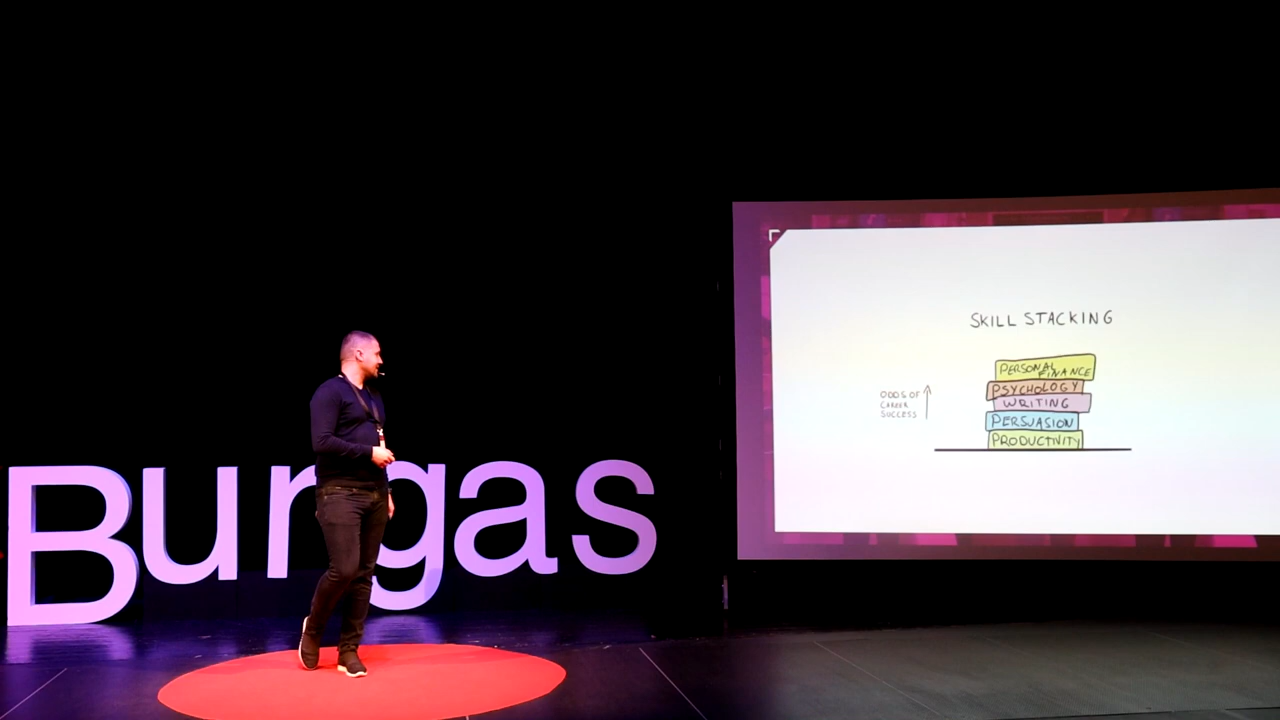 Burgas
SKILL STACKING
ODDS OF
CAREER
SUCCESS
PERSONAL
FINANCE
PSYCHOLOGY
WRITING
PERSUASION
PRODUCTIVITY